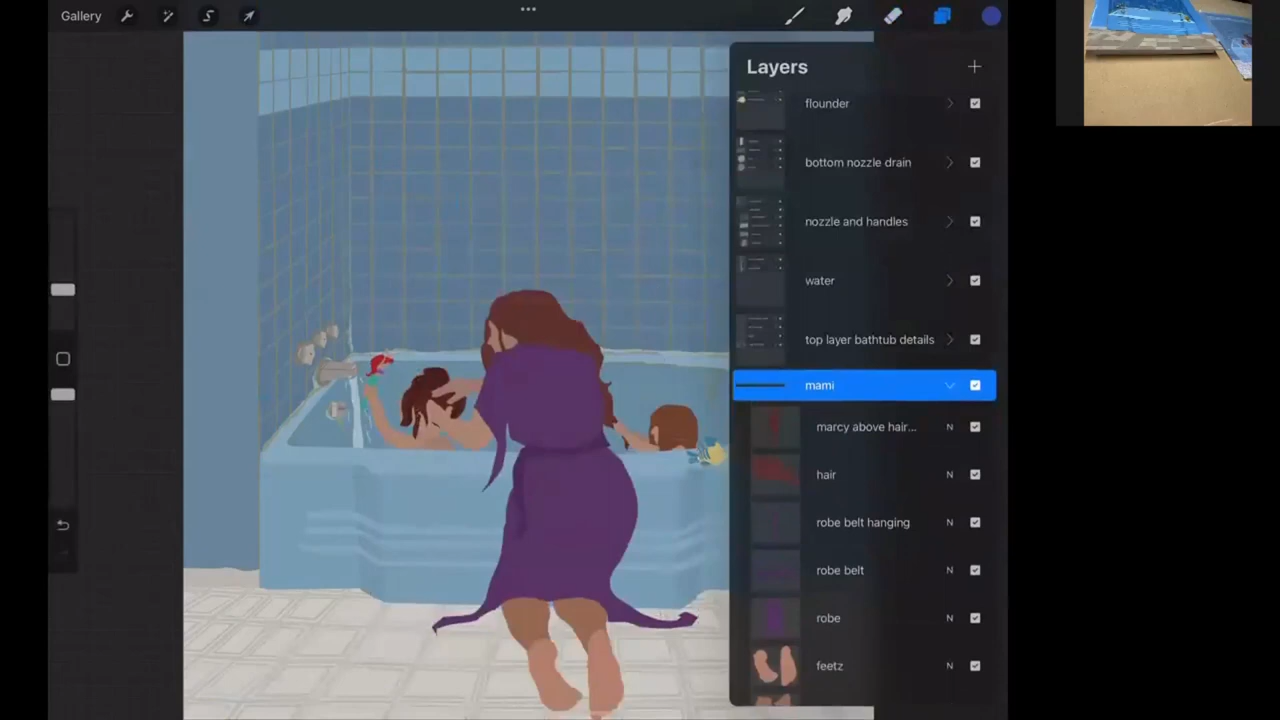 Gallery
Layers
flounder
bottom nozzle drain
nozzle and handles
water
top layer bathtub details
mami
marcy above hair... N
hair N
robe belt hanging N
robe belt N
robe N
feetz N